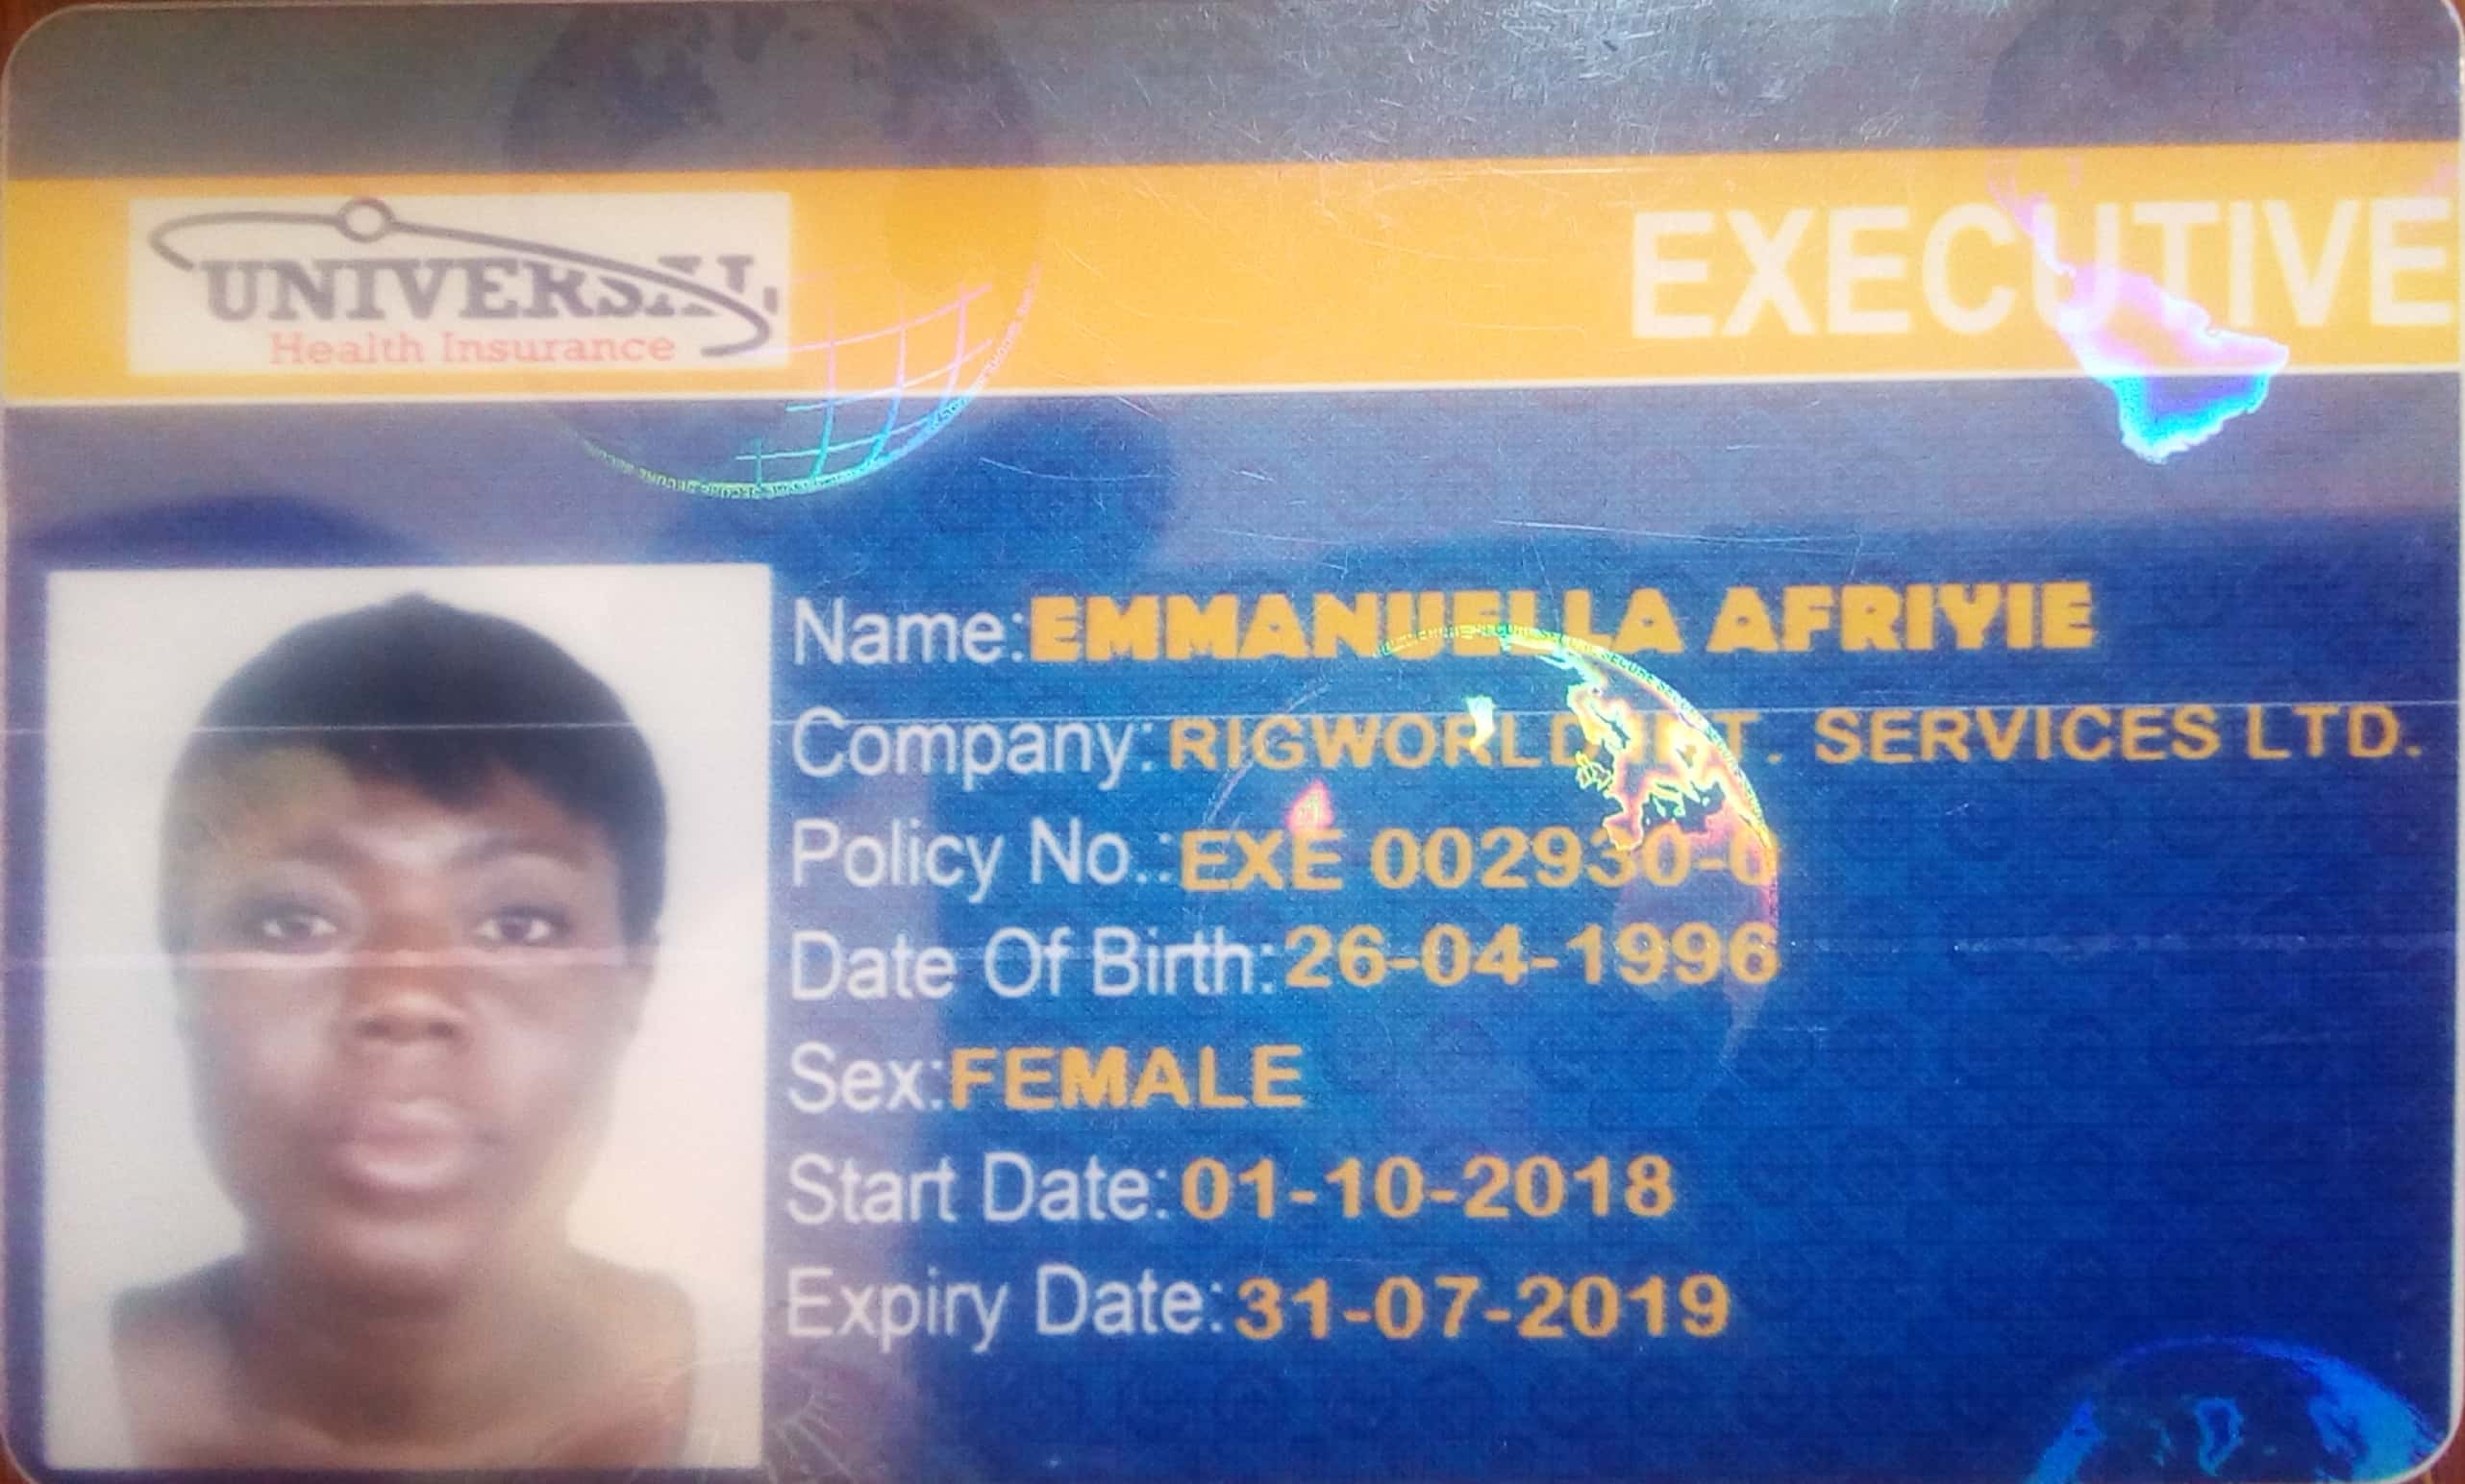 UNIVERSAL
Health Insurance
EXECUTIVE
Name: EMMANUELLA AFRIYIE
Company: RIGWORLD INT. SERVICES LTD.
Policy No.: EXE 002930-0
Date Of Birth: 26-04-1996
Sex: FEMALE
Start Date: 01-10-2018
Expiry Date: 31-07-2019